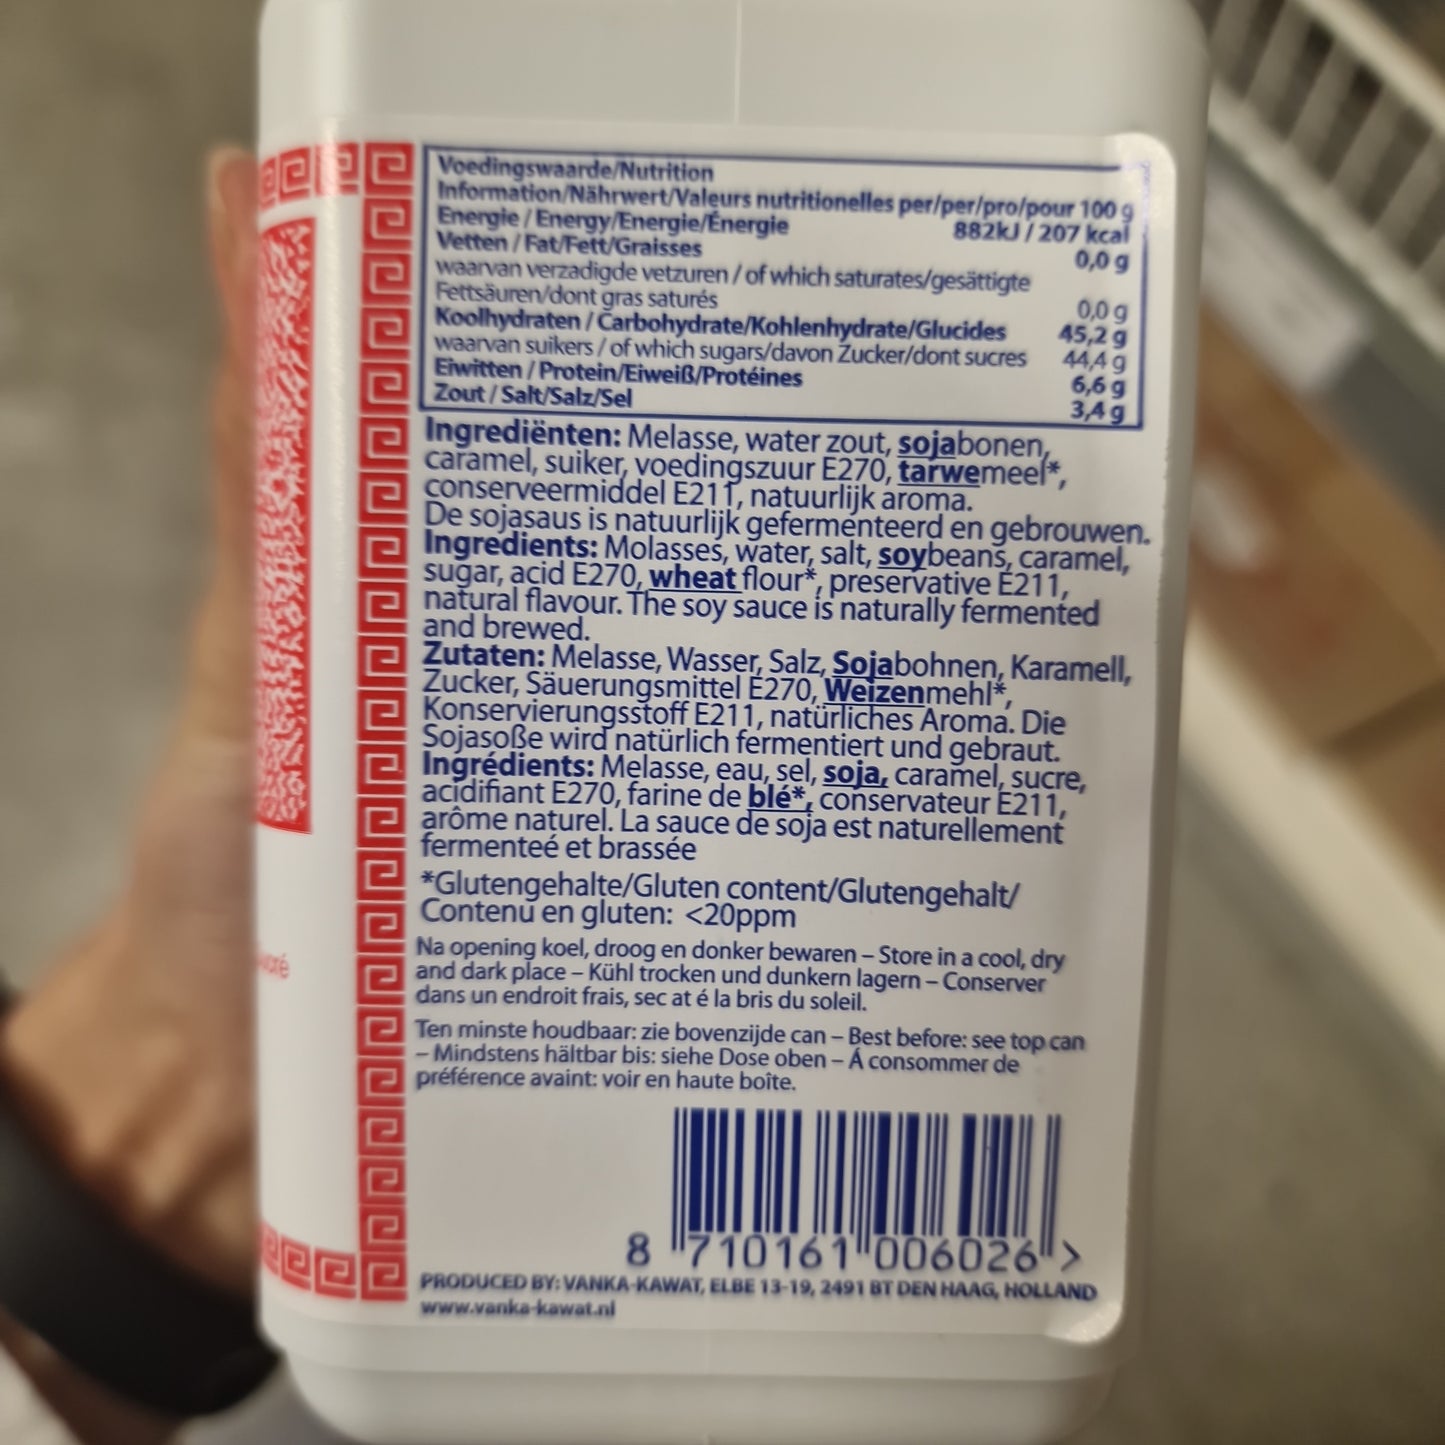 Voedingswaarde/Nutrition
Information/Nährwert/Valeurs nutritionelles per/per/pro/pour 100 g
Energie / Energy/Energie/Énergie 882kJ / 207 kcal
Vetten / Fat/Fett/Graisses 0,0 g
waarvan verzadigde vetzuren / of which saturates/gesättigte
Fettsäuren/dont gras saturés 0,0 g
Koolhydraten / Carbohydrate/Kohlenhydrate/Glucides 45,2 g
waarvan suikers / of which sugars/davon Zucker/dont sucres 44,4 g
Eiwitten / Protein/Eiweiß/Protéines 6,6 g
Zout / Salt/Salz/Sel 3,4 g
Ingrediënten: Melasse, water zout, sojabonen,
caramel, suiker, voedingszuur E270, tarwemeel*,
conserveermiddel E211, natuurlijk aroma.
De sojasaus is natuurlijk gefermenteerd en gebrouwen.
Ingredients: Molasses, water, salt, soybeans, caramel,
sugar, acid E270, wheat flour*, preservative E211,
natural flavour. The soy sauce is naturally fermented
and brewed.
Zutaten: Melasse, Wasser, Salz, Sojabohnen, Karamell,
Zucker, Säuerungsmittel E270, Weizenmehl*,
Konservierungsstoff E211, natürliches Aroma. Die
Sojasoße wird natürlich fermentiert und gebraut.
Ingrédients: Melasse, eau, sel, soja, caramel, sucre,
acidifiant E270, farine de blé*, conservateur E211,
arôme naturel. La sauce de soja est naturellement
fermenteé et brassée
*Glutengehalte/Gluten content/Glutengehalt/
Contenu en gluten: <20ppm
Na opening koel, droog en donker bewaren – Store in a cool, dry
and dark place – Kühl trocken und dunkern lagern – Conserver
dans un endroit frais, sec at é la bris du soleil.
Ten minste houdbaar: zie bovenzijde can – Best before: see top can
– Mindstens hältbar bis: siehe Dose oben – Á consommer de
préférence avaint: voir en haute boîte.
8 710161 006026 >
PRODUCED BY: VANKA-KAWAT, ELBE 13-19, 2491 BT DEN HAAG, HOLLAND
www.vanka-kawat.nl